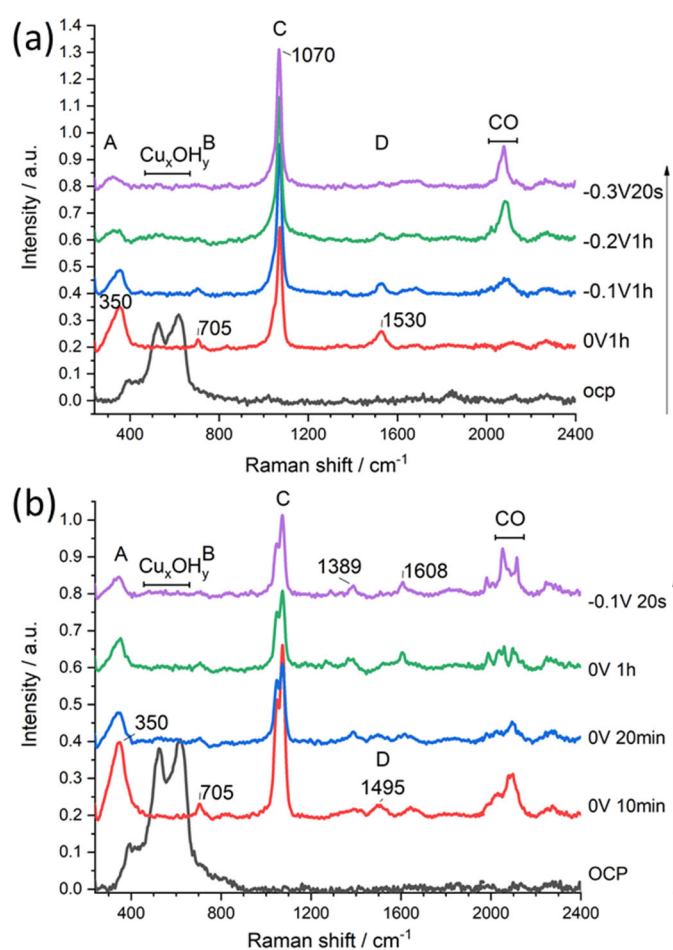 (a)
C
1070
A
Cu_xOH_y
B
D
CO
-0.3V20s
-0.2V1h
-0.1V1h
350
705
1530
0V1h
ocp
1.4
1.3
1.2
1.1
1.0
0.9
0.8
0.7
0.6
0.5
0.4
0.3
0.2
0.1
0.0
Intensity / a.u.
400 800 1200 1600 2000 2400
Raman shift / cm⁻¹
(b)
C
A
Cu_xOH_y
B
CO
1389
1608
-0.1V 20s
0V 1h
350
0V 20min
705
D
1495
0V 10min
OCP
1.0
0.9
0.8
0.7
0.6
0.5
0.4
0.3
0.2
0.1
0.0
Intensity / a.u.
400 800 1200 1600 2000 2400
Raman shift / cm⁻¹